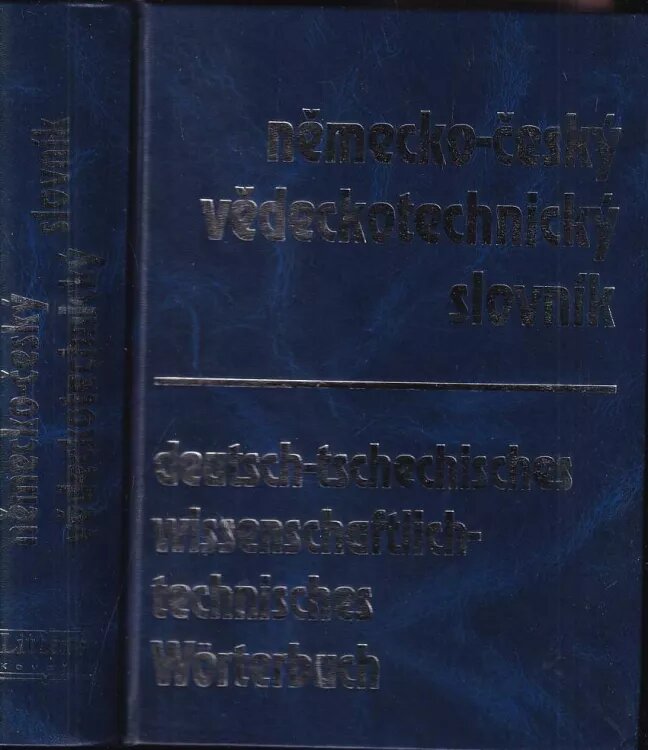 německo-český
vědeckotechnický
slovník
deutsch-tschechisches
wissenschaftlich-
technisches
Wörterbuch
německo-český
vědeckotechnický slovník